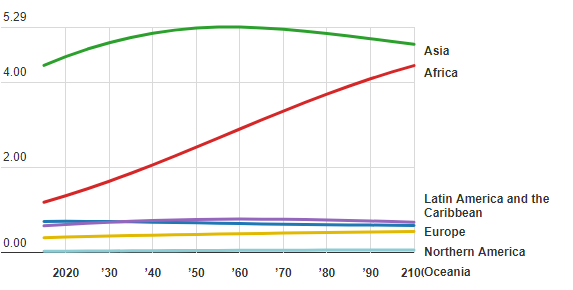 5.29
4.00
2.00
0.00
Asia
Africa
Latin America and the
Caribbean
Europe
Northern America
Oceania
2020 '30 '40 '50 '60 '70 '80 '90 210(